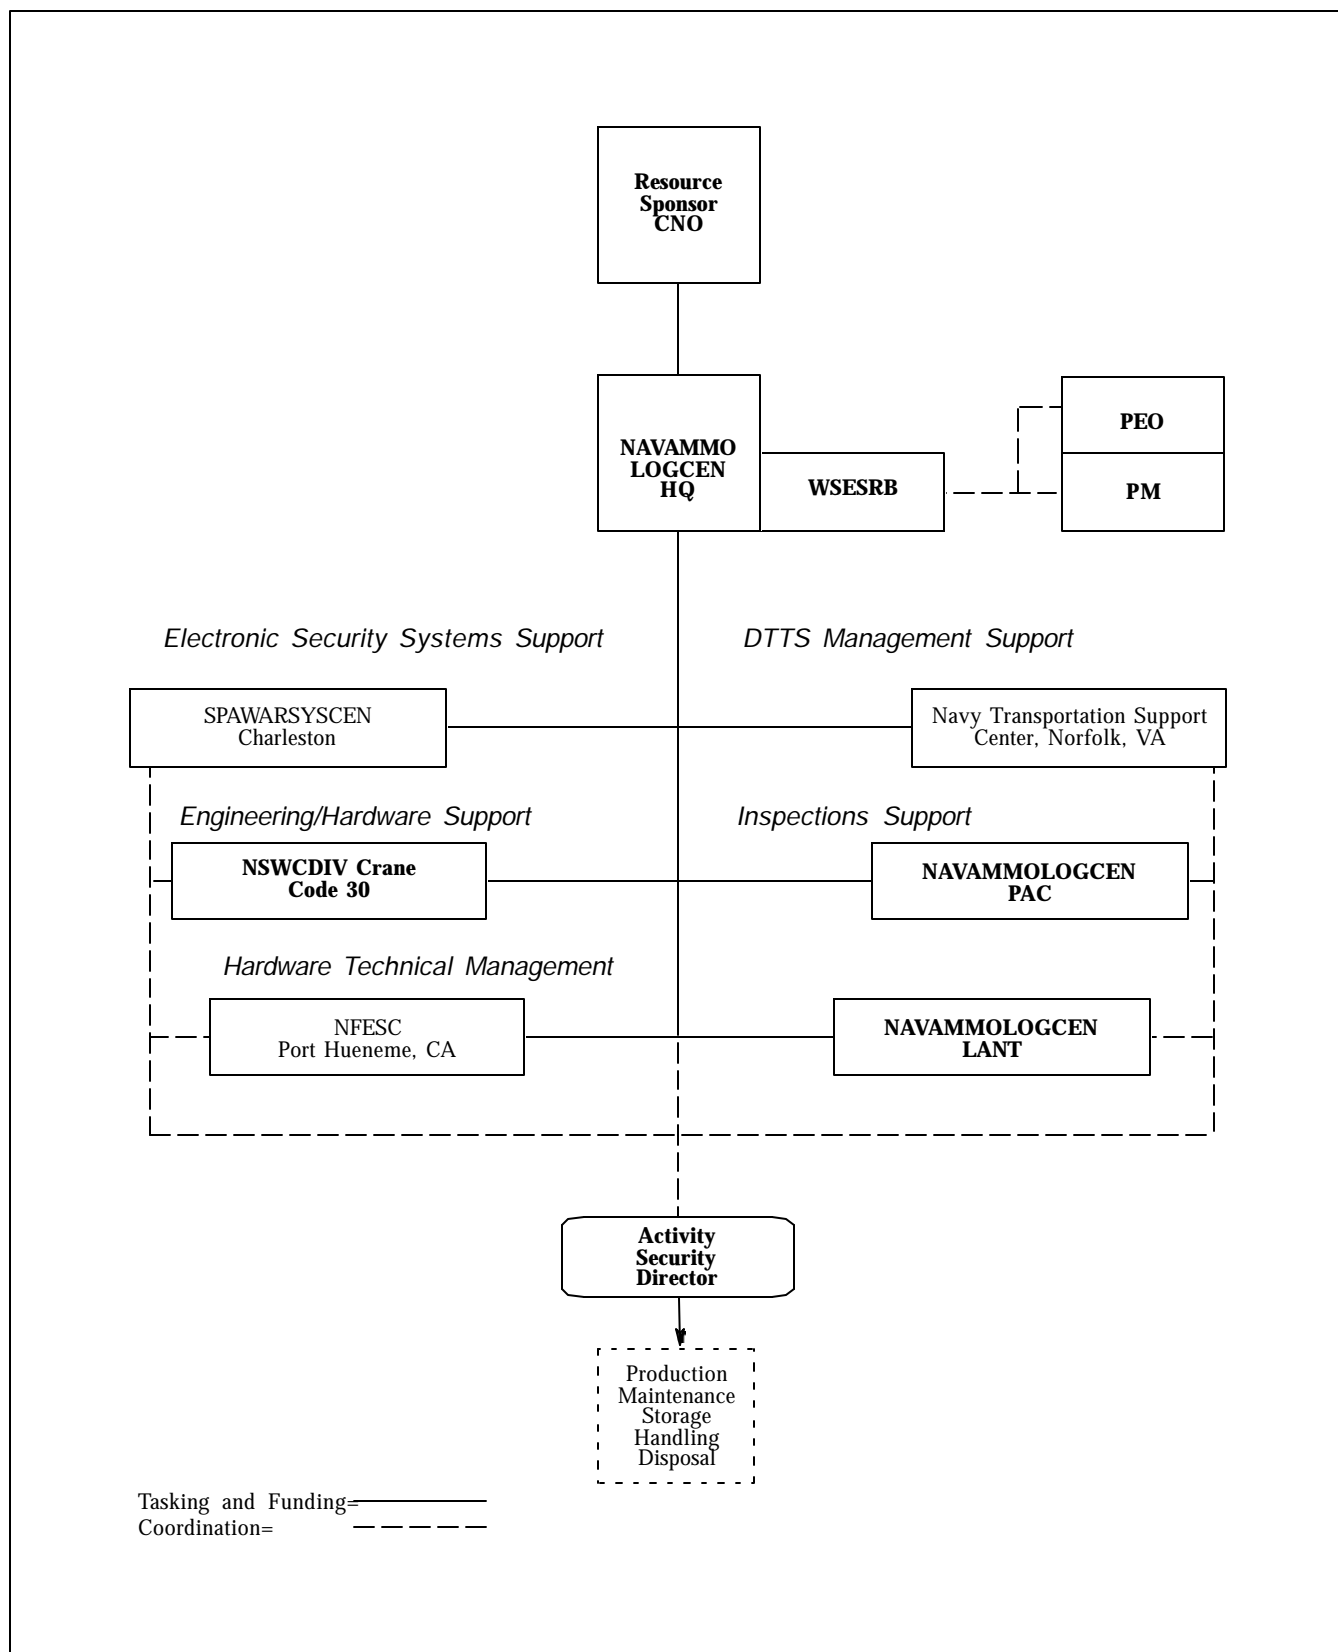 Resource
Sponsor
CNO
NAVAMMO
LOGCEN
HQ
WSESRB
PEO
PM
Electronic Security Systems Support
DTTS Management Support
SPAWARSYSCEN
Charleston
Navy Transportation Support
Center, Norfolk, VA
Engineering/Hardware Support
Inspections Support
NSWCDIV Crane
Code 30
NAVAMMOLOGCEN
PAC
Hardware Technical Management
NFESC
Port Hueneme, CA
NAVAMMOLOGCEN
LANT
Activity
Security
Director
Production
Maintenance
Storage
Handling
Disposal
Tasking and Funding=
Coordination=